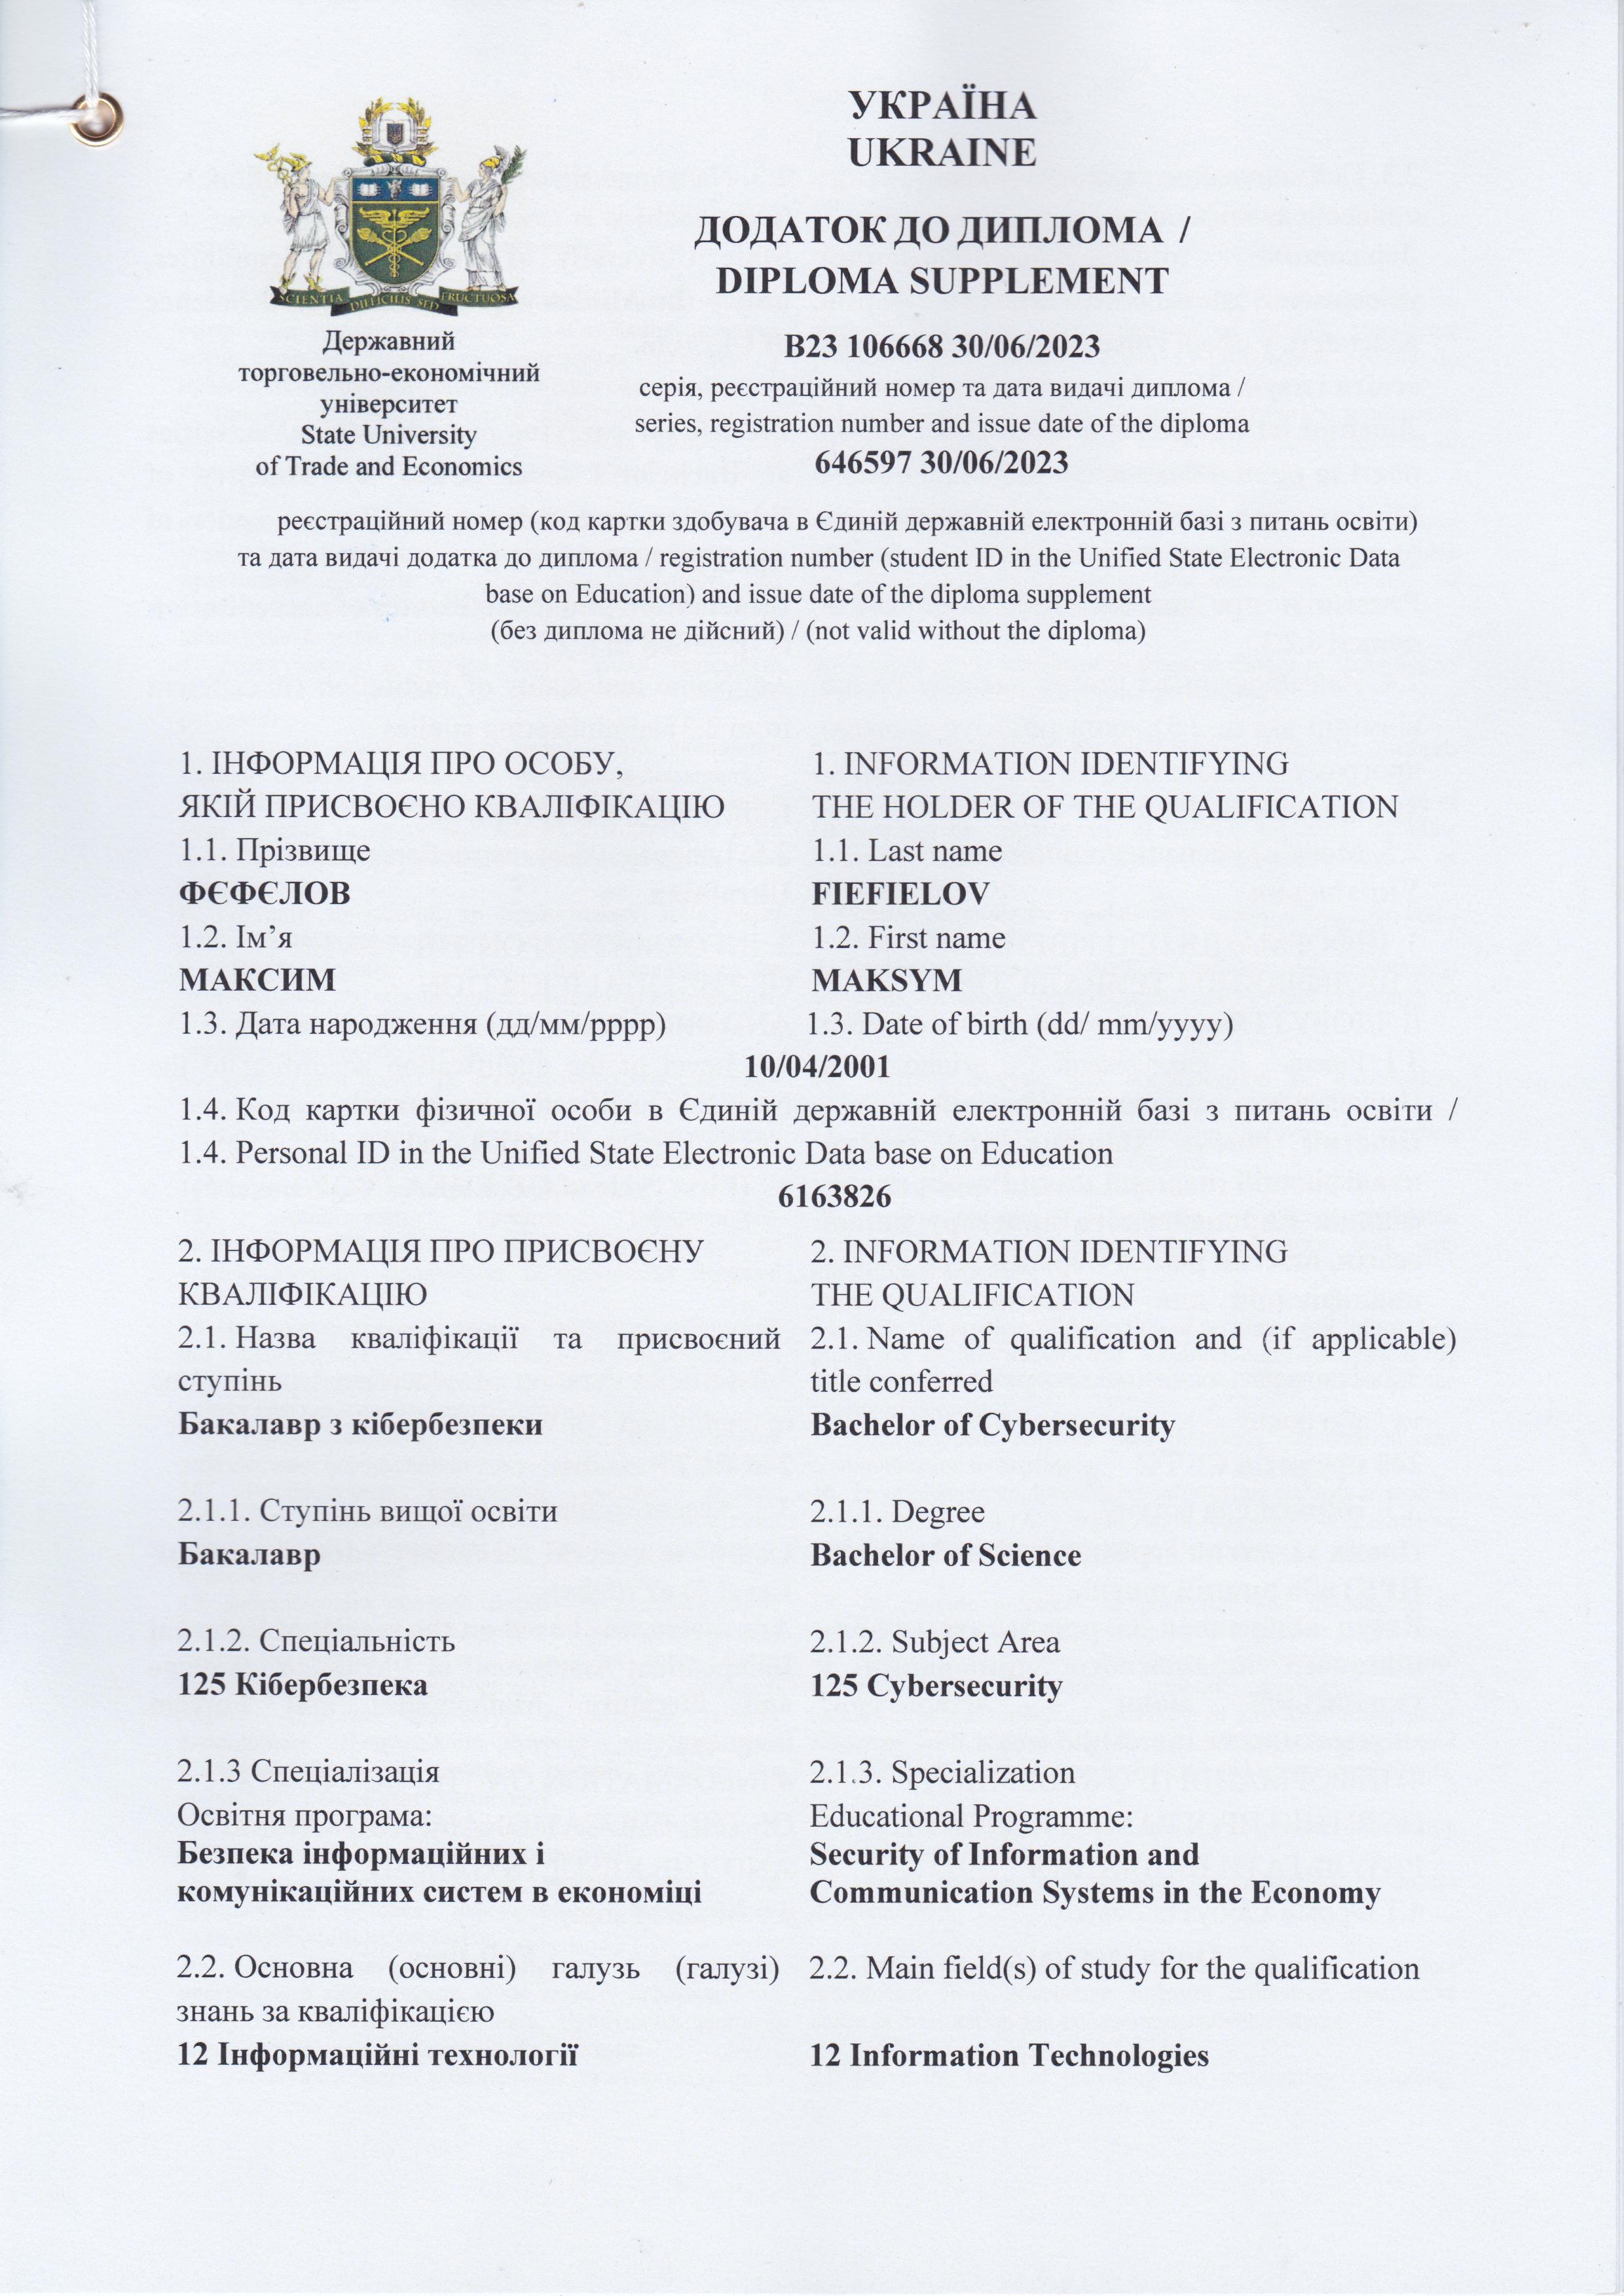 УКРАЇНА
UKRAINE
ДОДАТОК ДО ДИПЛОМА /
DIPLOMA SUPPLEMENT
SCIENTIA DIFFICILIS SED FRUCTUOSA
Державний
торговельно-економічний
університет
State University
of Trade and Economics
B23 106668 30/06/2023
серія, реєстраційний номер та дата видачі диплома /
series, registration number and issue date of the diploma
646597 30/06/2023
реєстраційний номер (код картки здобувача в Єдиній державній електронній базі з питань освіти)
та дата видачі додатка до диплома / registration number (student ID in the Unified State Electronic Data
base on Education) and issue date of the diploma supplement
(без диплома не дійсний) / (not valid without the diploma)
1. ІНФОРМАЦІЯ ПРО ОСОБУ,
ЯКІЙ ПРИСВОЄНО КВАЛІФІКАЦІЮ
1. INFORMATION IDENTIFYING
THE HOLDER OF THE QUALIFICATION
1.1. Прізвище
1.1. Last name
ФЄФЄЛОВ
FIEFIELOV
1.2. Ім’я
1.2. First name
МАКСИМ
MAKSYM
1.3. Дата народження (дд/мм/рррр)
1.3. Date of birth (dd/ mm/yyyy)
10/04/2001
1.4. Код картки фізичної особи в Єдиній державній електронній базі з питань освіти /
1.4. Personal ID in the Unified State Electronic Data base on Education
6163826
2. ІНФОРМАЦІЯ ПРО ПРИСВОЄНУ
КВАЛІФІКАЦІЮ
2. INFORMATION IDENTIFYING
THE QUALIFICATION
2.1. Назва кваліфікації та присвоєний
ступінь
2.1. Name of qualification and (if applicable)
title conferred
Бакалавр з кібербезпеки
Bachelor of Cybersecurity
2.1.1. Ступінь вищої освіти
2.1.1. Degree
Бакалавр
Bachelor of Science
2.1.2. Спеціальність
2.1.2. Subject Area
125 Кібербезпека
125 Cybersecurity
2.1.3 Спеціалізація
2.1.3. Specialization
Освітня програма:
Educational Programme:
Безпека інформаційних і
комунікаційних систем в економіці
Security of Information and
Communication Systems in the Economy
2.2. Основна (основні) галузь (галузі)
знань за кваліфікацією
2.2. Main field(s) of study for the qualification
12 Інформаційні технології
12 Information Technologies